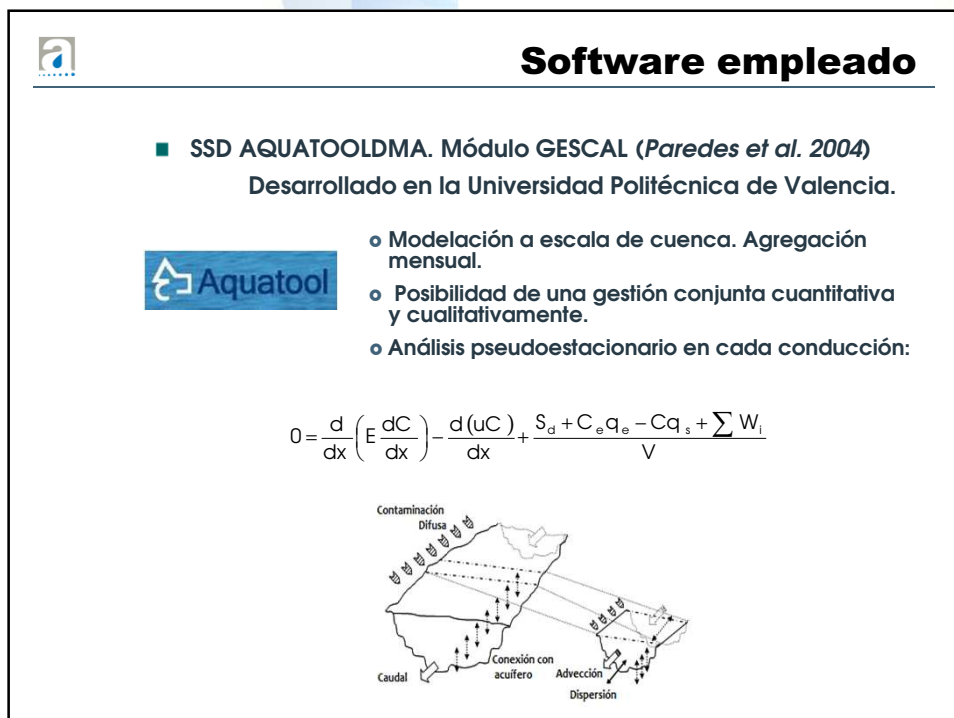 Software empleado
SSD AQUATOOLDMA. Módulo GESCAL (Paredes et al. 2004)
Desarrollado en la Universidad Politécnica de Valencia.
Aquatool
Modelación a escala de cuenca. Agregación
mensual.
Posibilidad de una gestión conjunta cuantitativa
y cualitativamente.
Análisis pseudoestacionario en cada conducción:
0 = d/dx (E dC/dx) − d(uC)/dx + (S_d + C_e q_e − Cq_s + ∑ W_i)/V
Contaminación
Difusa
Conexión con
acuífero
Caudal
Advección
Dispersión